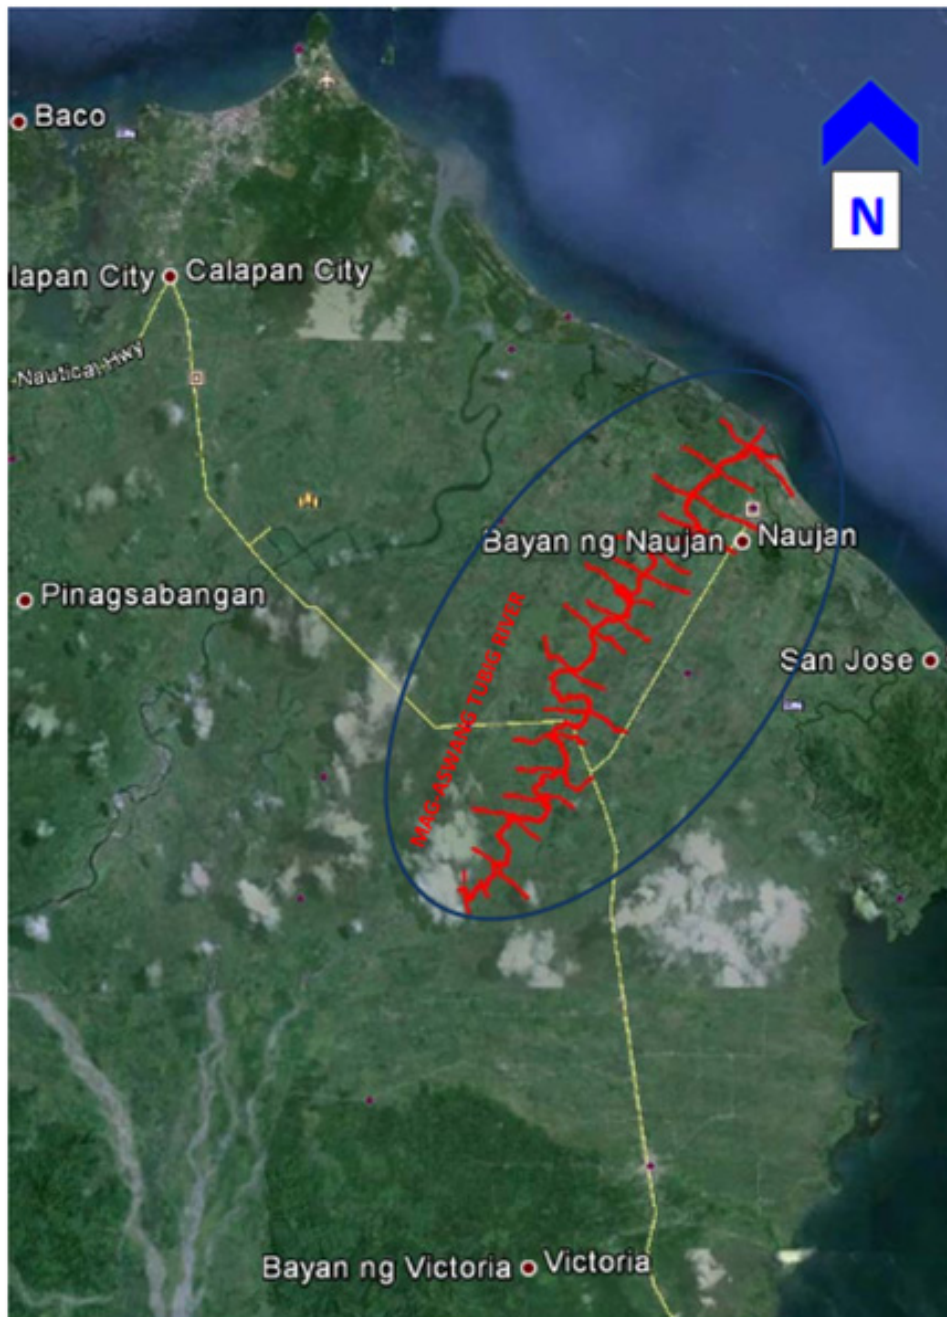 Baco
N
lapan City
Calapan City
Nautical Hwy
Bayan ng Naujan
Naujan
Pinagsabangan
MAG-ASWANG TUBIG RIVER
San Jose
Bayan ng Victoria
Victoria